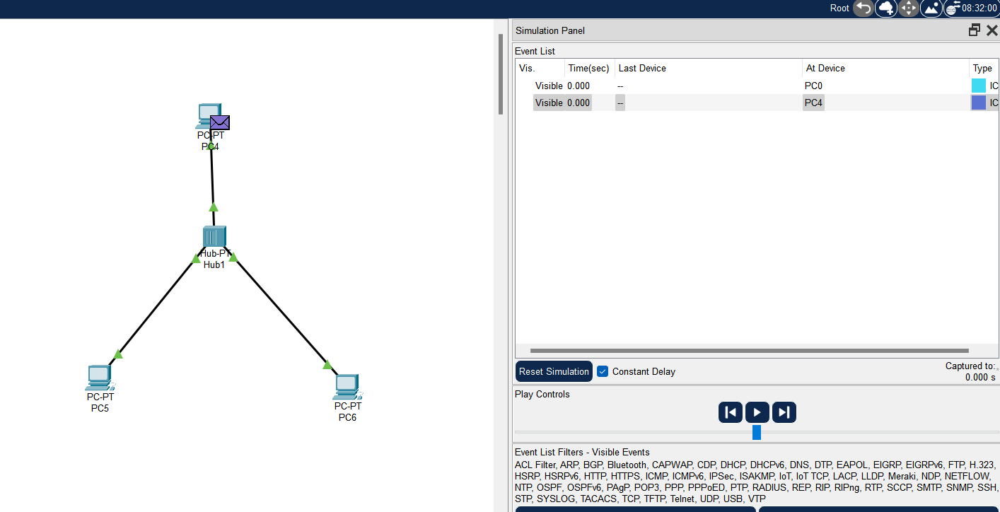 Root 08:32:00
Simulation Panel
Event List
Vis. Time(sec) Last Device At Device Type
Visible 0.000 -- PC0 IC
Visible 0.000 -- PC4 IC
PC-PT
PC4
Hub-PT
Hub1
PC-PT
PC5
PC-PT
PC6
Reset Simulation Constant Delay
Captured to:
0.000 s
Play Controls
Event List Filters - Visible Events
ACL Filter, ARP, BGP, Bluetooth, CAPWAP, CDP, DHCP, DHCPv6, DNS, DTP, EAPOL, EIGRP, EIGRPv6, FTP, H.323,
HSRP, HSRPv6, HTTP, HTTPS, ICMP, ICMPv6, IPSec, ISAKMP, IoT, IoT TCP, LACP, LLDP, Meraki, NDP, NETFLOW,
NTP, OSPF, OSPFv6, PAgP, POP3, PPP, PPPoED, PTP, RADIUS, REP, RIP, RIPng, RTP, SCCP, SMTP, SNMP, SSH,
STP, SYSLOG, TACACS, TCP, TFTP, Telnet, UDP, USB, VTP